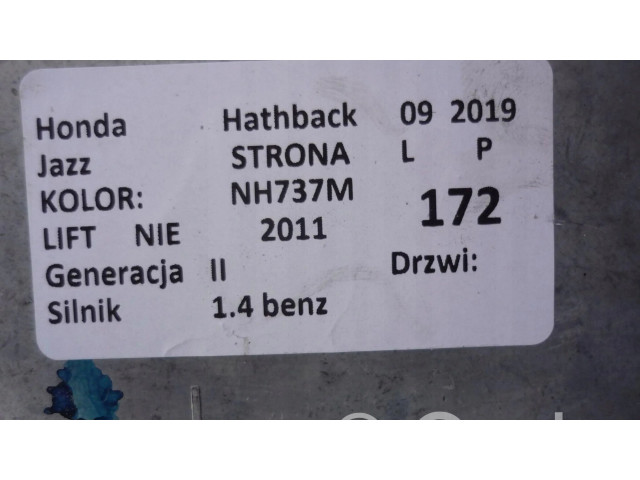 Honda Hathback 09 2019
Jazz STRONA L P
KOLOR: NH737M 172
LIFT NIE 2011
Generacja II Drzwi:
Silnik 1.4 benz